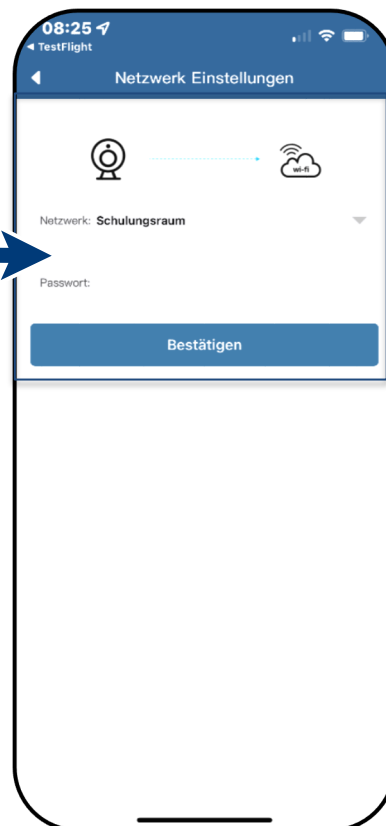 08:25
TestFlight
Netzwerk Einstellungen
wi-fi
Netzwerk: Schulungsraum
Passwort:
Bestätigen